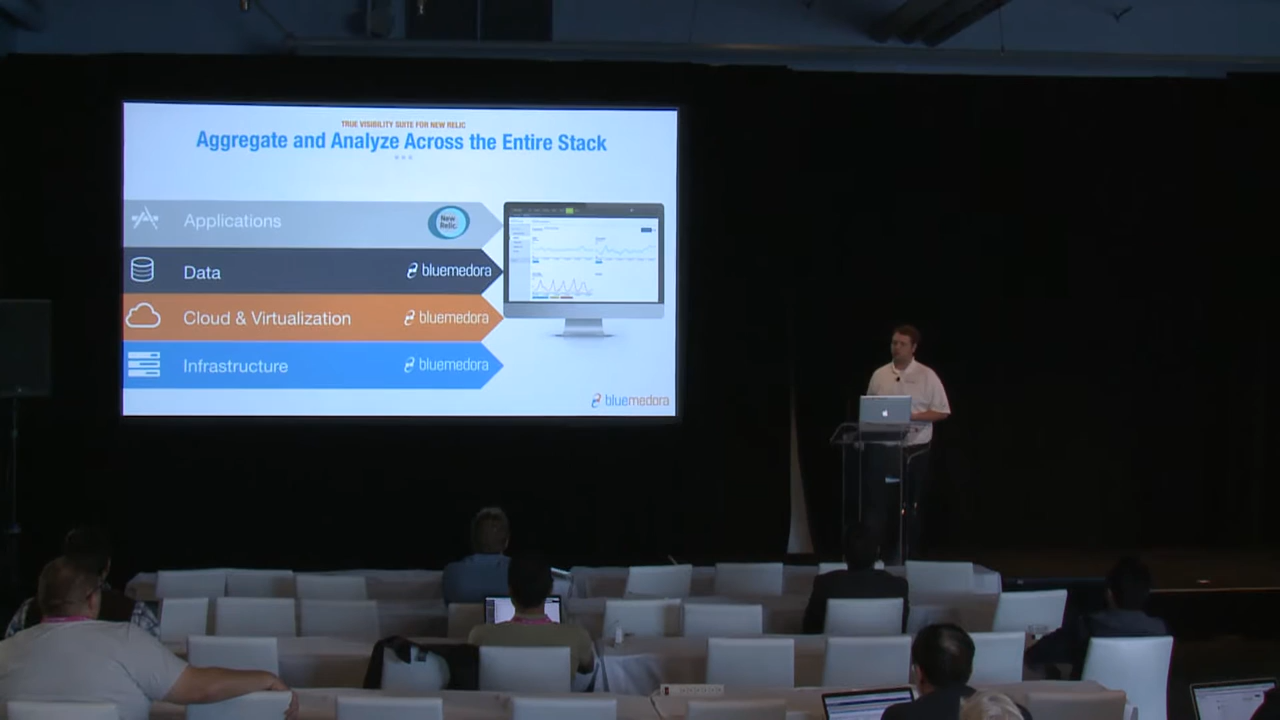 TRUE VISIBILITY SUITE FOR NEW RELIC
Aggregate and Analyze Across the Entire Stack
Applications
New
Relic.
Data
bluemedora
Cloud & Virtualization
bluemedora
Infrastructure
bluemedora
bluemedora